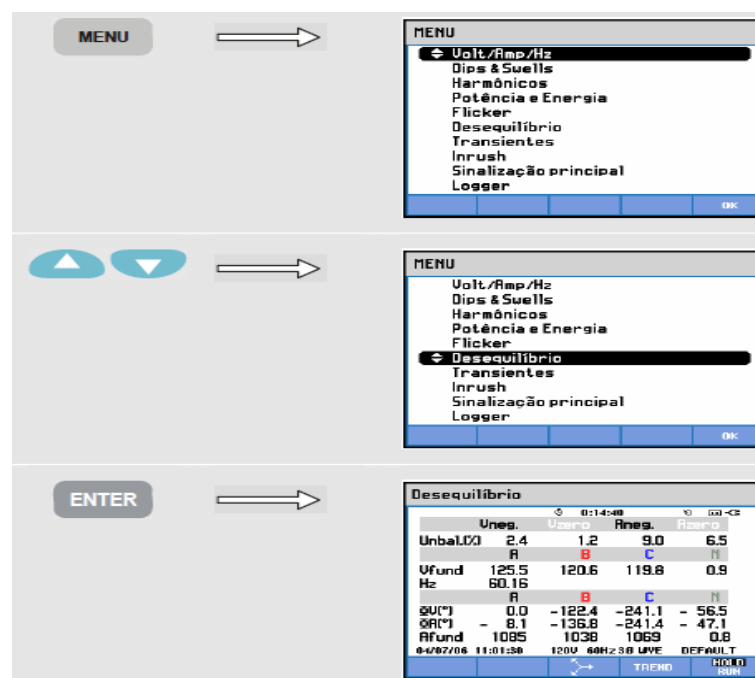 MENU
MENU
Volt/Amp/Hz
Dips & Swells
Harmônicos
Potência e Energia
Flicker
Desequilíbrio
Transientes
Inrush
Sinalização principal
Logger
OK
MENU
Volt/Amp/Hz
Dips & Swells
Harmônicos
Potência e Energia
Flicker
Desequilíbrio
Transientes
Inrush
Sinalização principal
Logger
OK
ENTER
Desequilíbrio
0:14:40
Vneg. Vzero Aneg. Azero
Unbal.(%) 2.4 1.2 9.0 6.5
A B C N
Vfund 125.5 120.6 119.8 0.9
Hz 60.16
A B C N
ΦV(°) 0.0 -122.4 -241.1 - 56.5
ΦA(°) - 8.1 -136.8 -241.4 - 47.1
Afund 1085 1038 1069 0.8
04/07/06 11:01:30 120V 60Hz 3Ø WYE DEFAULT
TREND HOLD
RUN